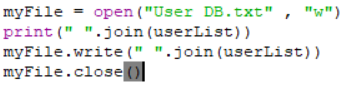 myFile = open("User DB.txt" , "w")
print(" ".join(userList))
myFile.write(" ".join(userList))
myFile.close()